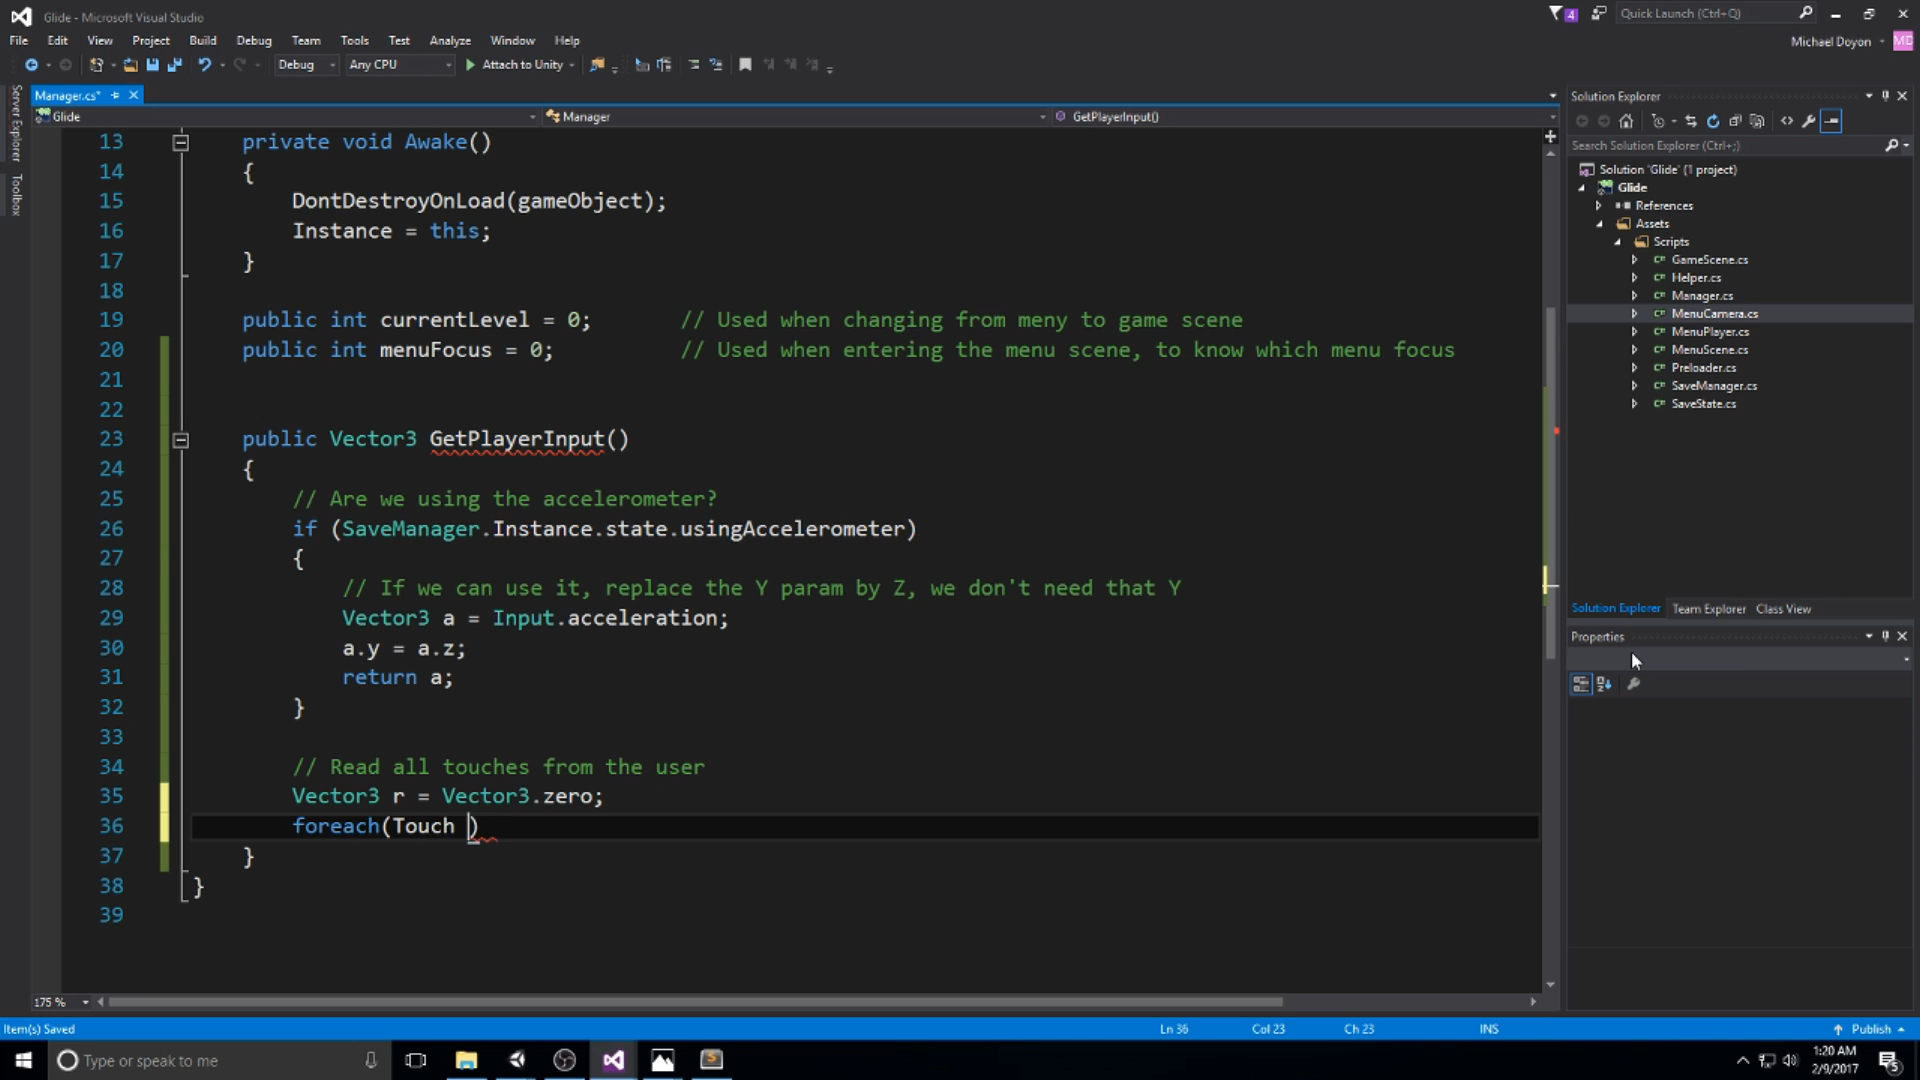 Glide - Microsoft Visual Studio
4
Quick Launch (Ctrl+Q)
File Edit View Project Build Debug Team Tools Test Analyze Window Help
Michael Doyon MD
Debug Any CPU Attach to Unity
Server Explorer
Toolbox
Manager.cs*
Glide Manager GetPlayerInput()
13 private void Awake()
14 {
15 DontDestroyOnLoad(gameObject);
16 Instance = this;
17 }
18
19 public int currentLevel = 0; // Used when changing from meny to game scene
20 public int menuFocus = 0; // Used when entering the menu scene, to know which menu focus
21
22
23 public Vector3 GetPlayerInput()
24 {
25 // Are we using the accelerometer?
26 if (SaveManager.Instance.state.usingAccelerometer)
27 {
28 // If we can use it, replace the Y param by Z, we don't need that Y
29 Vector3 a = Input.acceleration;
30 a.y = a.z;
31 return a;
32 }
33
34 // Read all touches from the user
35 Vector3 r = Vector3.zero;
36 foreach(Touch )
37 }
38 }
39
175 %
Solution Explorer
Search Solution Explorer (Ctrl+;)
Solution 'Glide' (1 project)
Glide
References
Assets
Scripts
GameScene.cs
Helper.cs
Manager.cs
MenuCamera.cs
MenuPlayer.cs
MenuScene.cs
Preloader.cs
SaveManager.cs
SaveState.cs
Solution Explorer Team Explorer Class View
Properties
Item(s) Saved Ln 36 Col 23 Ch 23 INS Publish
Type or speak to me
1:20 AM
2/9/2017
5